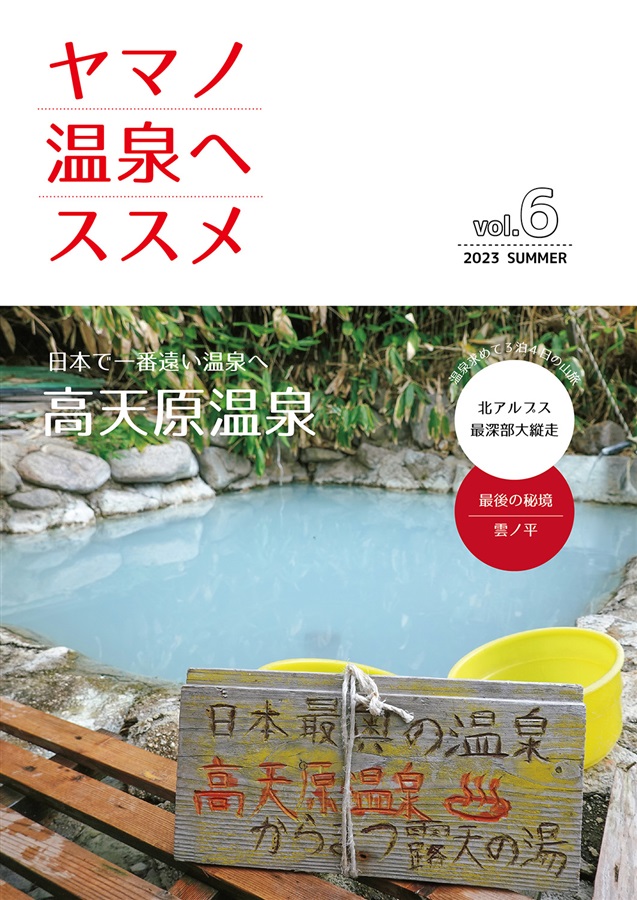 ヤマノ
温泉へ
ススメ
vol.6
2023 SUMMER
日本で一番遠い温泉へ
高天原温泉
温泉求めて3泊4日の山旅
北アルプス
最深部大縦走
最後の秘境
雲ノ平
日本最奥の温泉
高天原温泉♨
からまつ露天の湯